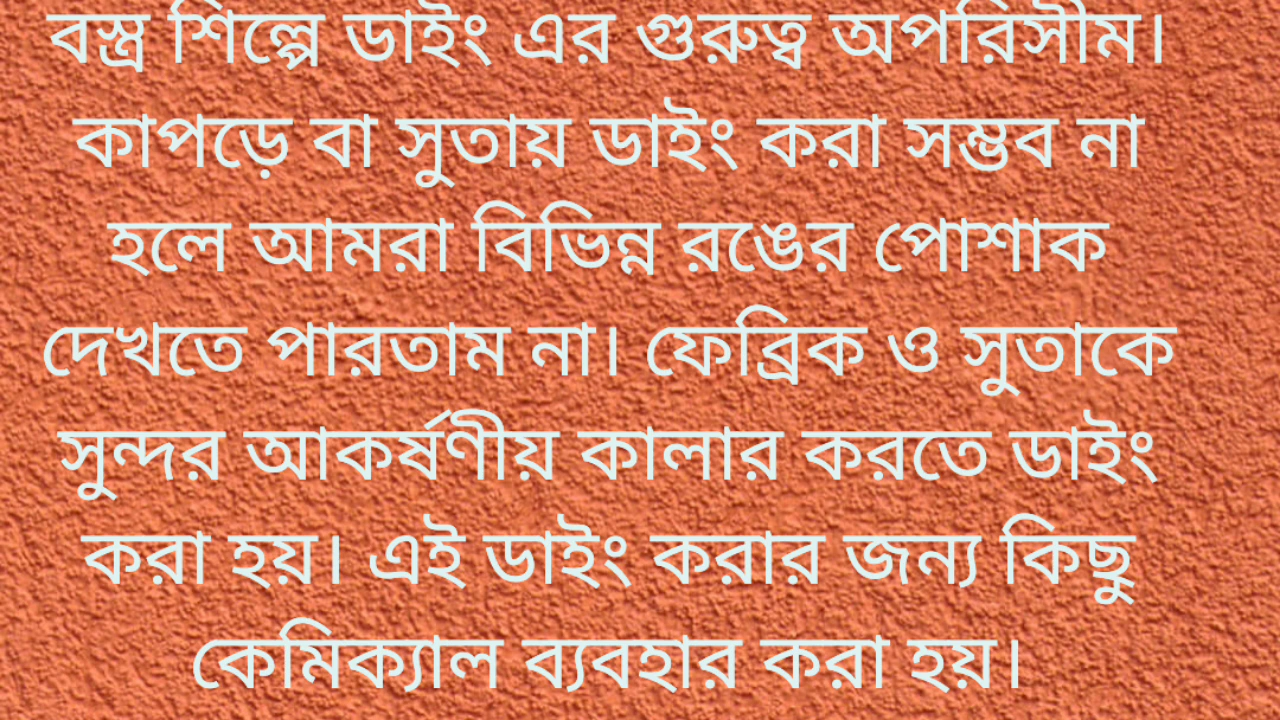 বস্ত্র শিল্পে ডাইং এর গুরুত্ব অপরিসীম।
কাপড়ে বা সুতায় ডাইং করা সম্ভব না
হলে আমরা বিভিন্ন রঙের পোশাক
দেখতে পারতাম না। ফেব্রিক ও সুতাকে
সুন্দর আকর্ষণীয় কালার করতে ডাইং
করা হয়। এই ডাইং করার জন্য কিছু
কেমিক্যাল ব্যবহার করা হয়।